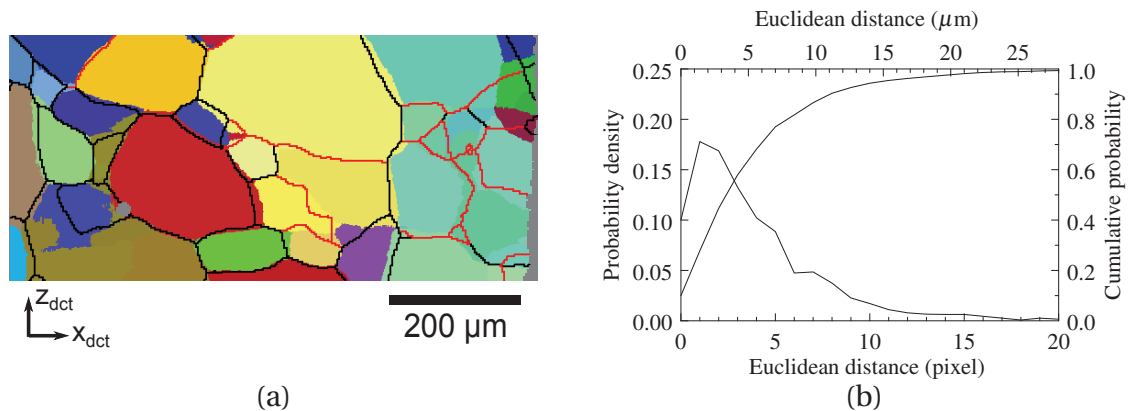 z_dct
x_dct
200 µm
(a)
Euclidean distance (µm)
0 5 10 15 20 25
0.25
0.20
0.15
0.10
0.05
0.00
Probability density
1.0
0.8
0.6
0.4
0.2
0.0
Cumulative probability
0 5 10 15 20
Euclidean distance (pixel)
(b)